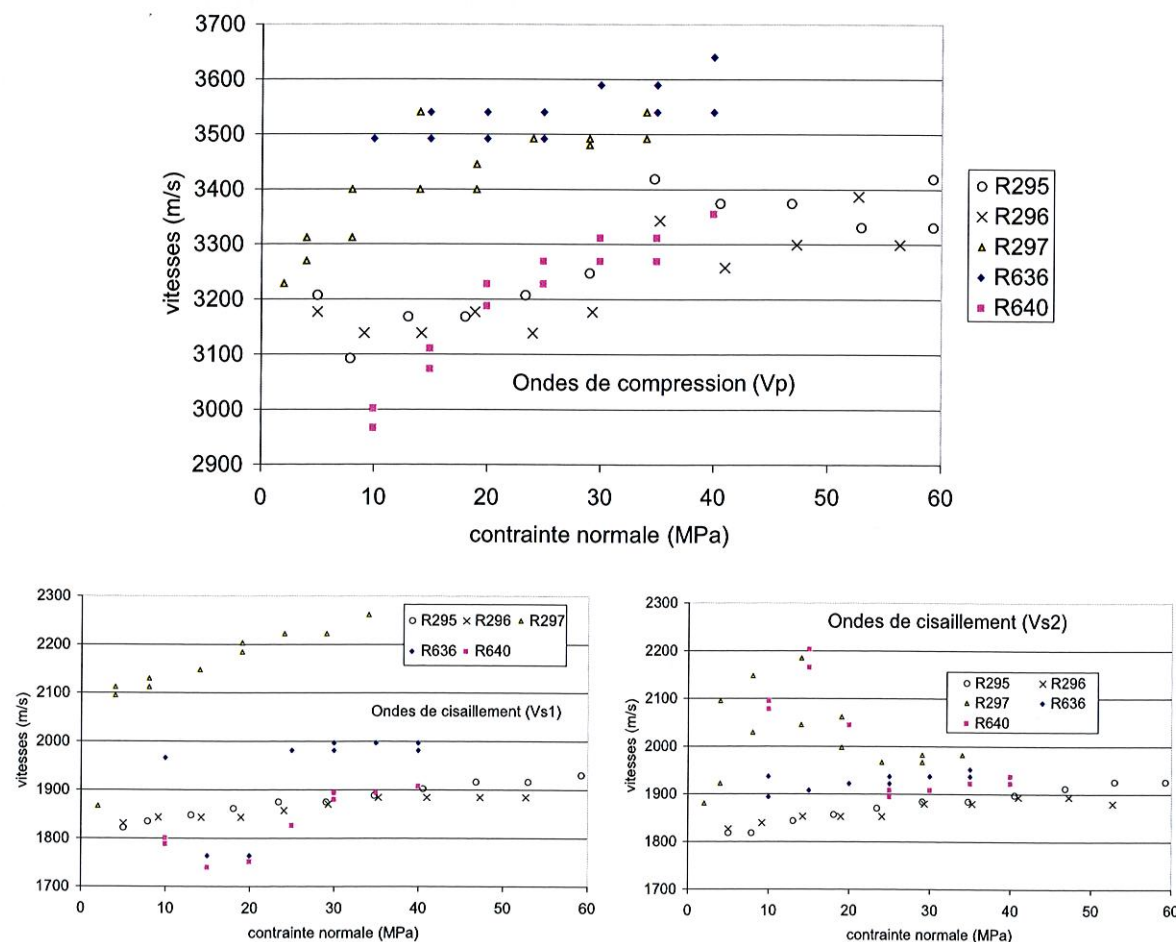 3700
3600
3500
3400
3300
3200
3100
3000
2900
vitesses (m/s)
Ondes de compression (Vp)
0 10 20 30 40 50 60
contrainte normale (MPa)
R295
R296
R297
R636
R640
2300
2200
2100
2000
1900
1800
1700
vitesses (m/s)
R295 R296 R297
R636 R640
Ondes de cisaillement (Vs1)
0 10 20 30 40 50 60
contrainte normale (MPa)
2300
2200
2100
2000
1900
1800
1700
vitesses (m/s)
Ondes de cisaillement (Vs2)
R295 R296
R297 R636
R640
0 10 20 30 40 50 60
contrainte normale (MPa)